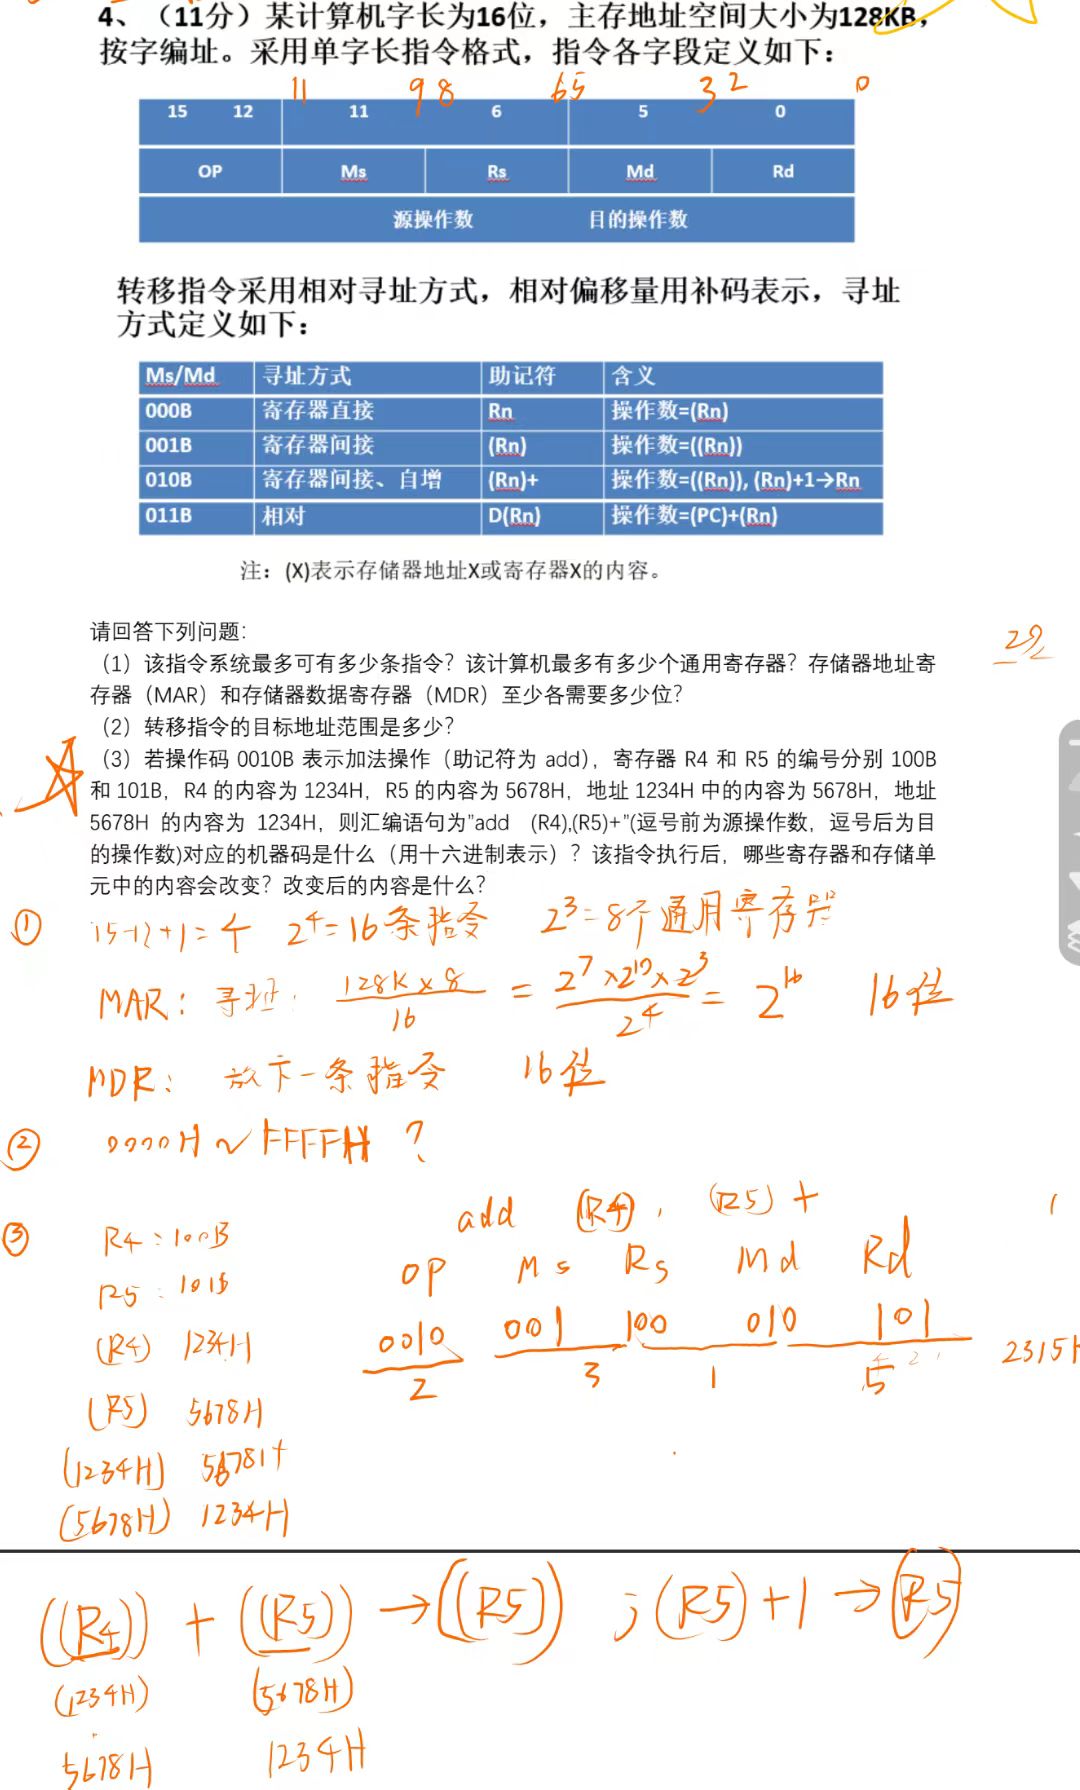 4、（11分）某计算机字长为16位，主存地址空间大小为128KB，
按字编址。采用单字长指令格式，指令各字段定义如下：
11 9 8 6 5 3 2 0
15 12 11 6 5 0
OP Ms Rs Md Rd
源操作数 目的操作数
转移指令采用相对寻址方式，相对偏移量用补码表示，寻址
方式定义如下：
Ms/Md 寻址方式 助记符 含义
000B 寄存器直接 Rn 操作数=(Rn)
001B 寄存器间接 (Rn) 操作数=((Rn))
010B 寄存器间接、自增 (Rn)+ 操作数=((Rn)), (Rn)+1→Rn
011B 相对 D(Rn) 操作数=(PC)+(Rn)
注：(X)表示存储器地址X或寄存器X的内容。
请回答下列问题：
（1）该指令系统最多可有多少条指令？该计算机最多有多少个通用寄存器？存储器地址寄
存器（MAR）和存储器数据寄存器（MDR）至少各需要多少位？
（2）转移指令的目标地址范围是多少？
（3）若操作码 0010B 表示加法操作（助记符为 add），寄存器 R4 和 R5 的编号分别 100B
和 101B，R4 的内容为 1234H，R5 的内容为 5678H，地址 1234H 中的内容为 5678H，地址
5678H 的内容为 1234H，则汇编语句为"add (R4),(R5)+"(逗号前为源操作数，逗号后为目
的操作数)对应的机器码是什么（用十六进制表示）？该指令执行后，哪些寄存器和存储单
元中的内容会改变？改变后的内容是什么？
① 15-12+1=4 2^4=16条指令 2^3=8个通用寄存器
MAR：寻址： 128K×8/16 = 2^7×2^10×2^3/2^4 = 2^16 16位
MDR：放下一条指令 16位
② 0000H～FFFFH ?
③ R4：100B add (R4), (R5)+
R5：101B OP Ms Rs Md Rd
(R4) 1234H 0010 001 100 010 101
2 3 1 5 2315H
(R5) 5678H
(1234H) 5678H
(5678H) 1234H
((R4)) + ((R5)) → ((R5)) ; (R5)+1 → R5
(1234H) (5678H)
5678H 1234H